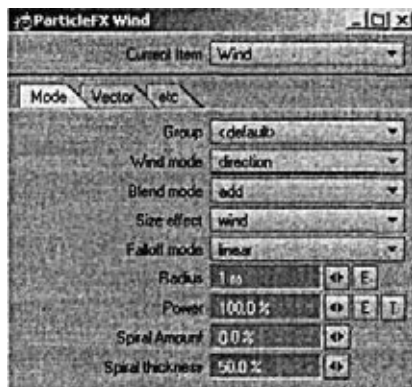 ParticleFX Wind
Current Item Wind
Mode Vector etc
Group <default>
Wind mode direction
Blend mode add
Size effect wind
Falloff mode linear
Radius 1 m E
Power 100.0 % E T
Spiral Amount 0.0 %
Spiral thickness 50.0 %